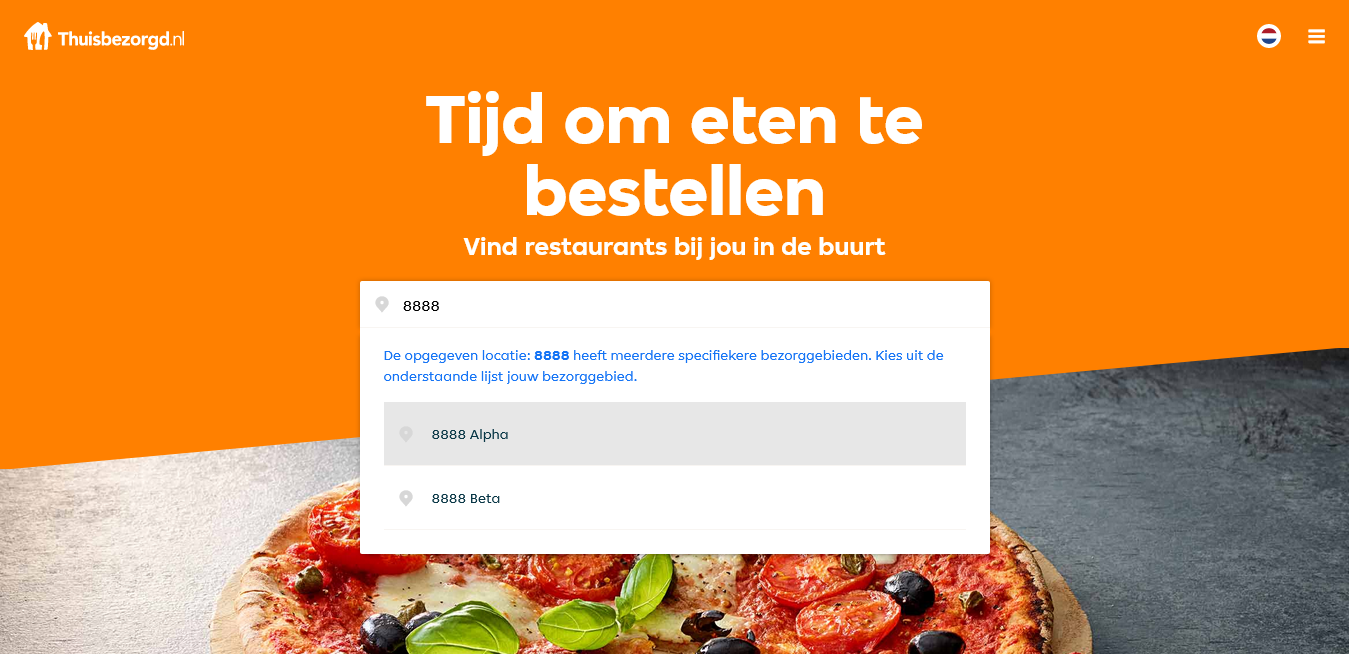 Thuisbezorgd.nl
Tijd om eten te
bestellen
Vind restaurants bij jou in de buurt
8888
De opgegeven locatie: 8888 heeft meerdere specifiekere bezorggebieden. Kies uit de
onderstaande lijst jouw bezorggebied.
8888 Alpha
8888 Beta